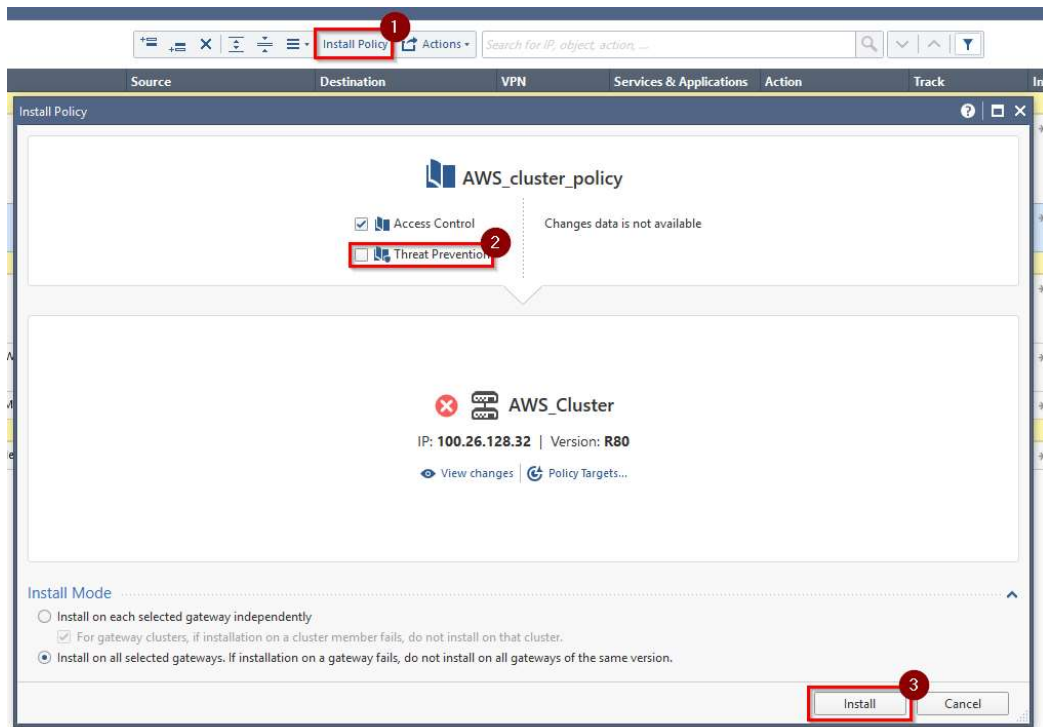 1
Install Policy Actions Search for IP, object, action, ...
Source Destination VPN Services & Applications Action Track In
Install Policy
AWS_cluster_policy
Access Control Changes data is not available
2
Threat Prevention
AWS_Cluster
IP: 100.26.128.32 | Version: R80
View changes Policy Targets...
Install Mode
Install on each selected gateway independently
For gateway clusters, if installation on a cluster member fails, do not install on that cluster.
Install on all selected gateways. If installation on a gateway fails, do not install on all gateways of the same version.
3
Install Cancel